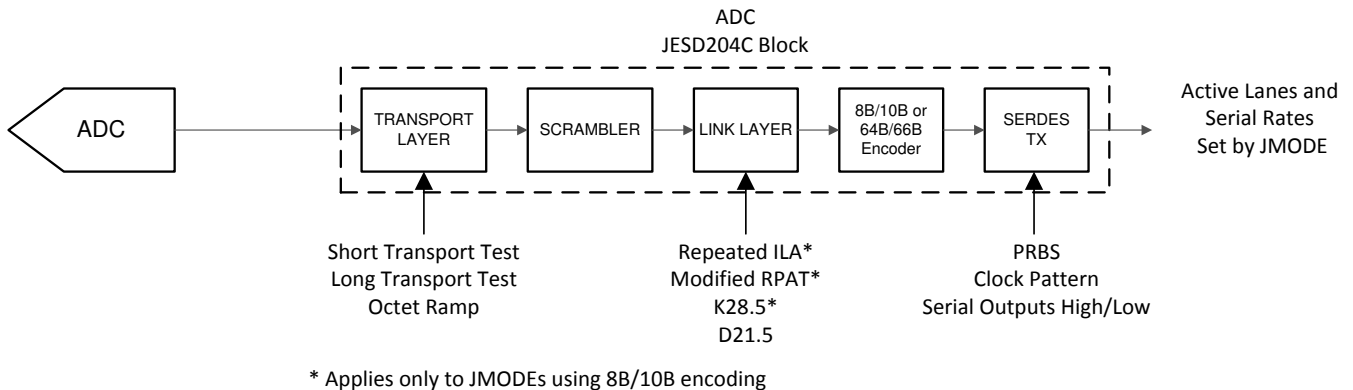 ADC
JESD204C Block
ADC
TRANSPORT
LAYER
SCRAMBLER
LINK LAYER
8B/10B or
64B/66B
Encoder
SERDES
TX
Active Lanes and
Serial Rates
Set by JMODE
Short Transport Test
Long Transport Test
Octet Ramp
Repeated ILA*
Modified RPAT*
K28.5*
D21.5
PRBS
Clock Pattern
Serial Outputs High/Low
* Applies only to JMODEs using 8B/10B encoding